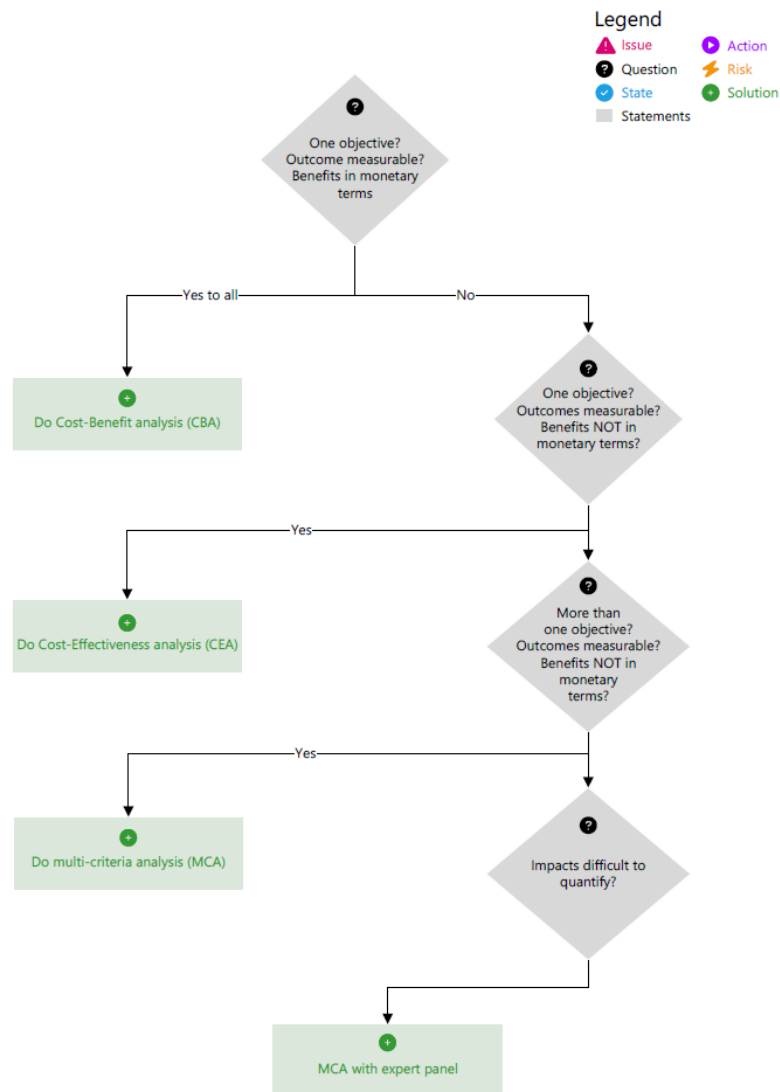 Legend
Issue
Action
Question
Risk
State
Solution
Statements
One objective?
Outcome measurable?
Benefits in monetary
terms
Yes to all
No
Do Cost-Benefit analysis (CBA)
One objective?
Outcomes measurable?
Benefits NOT in
monetary terms?
Yes
Do Cost-Effectiveness analysis (CEA)
More than
one objective?
Outcomes measurable?
Benefits NOT in
monetary
terms?
Yes
Do multi-criteria analysis (MCA)
Impacts difficult to
quantify?
MCA with expert panel